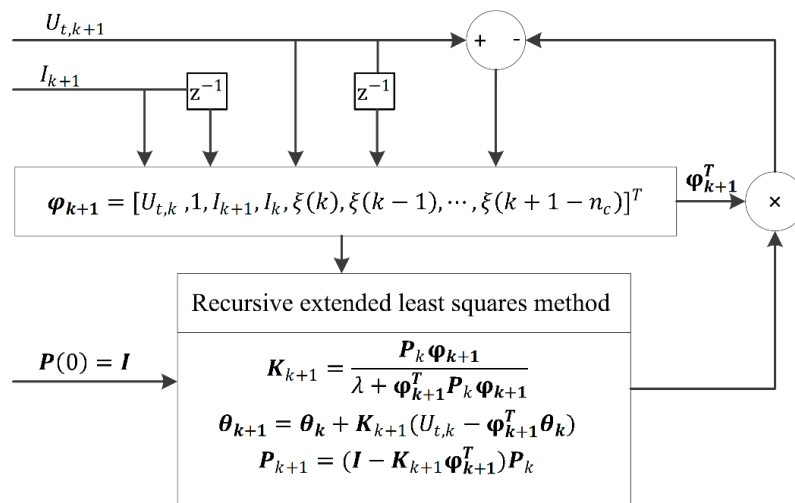 U_{t,k+1}
+ -
I_{k+1}
z^{-1} z^{-1}
φ_{k+1} = [U_{t,k} ,1, I_{k+1}, I_k, ξ(k), ξ(k − 1), ⋯, ξ(k + 1 − n_c)]^T
φ^T_{k+1}
×
Recursive extended least squares method
P(0) = I
K_{k+1} = \frac{P_k φ_{k+1}}{λ + φ^T_{k+1} P_k φ_{k+1}}
θ_{k+1} = θ_k + K_{k+1}(U_{t,k} − φ^T_{k+1}θ_k)
P_{k+1} = (I − K_{k+1}φ^T_{k+1})P_k